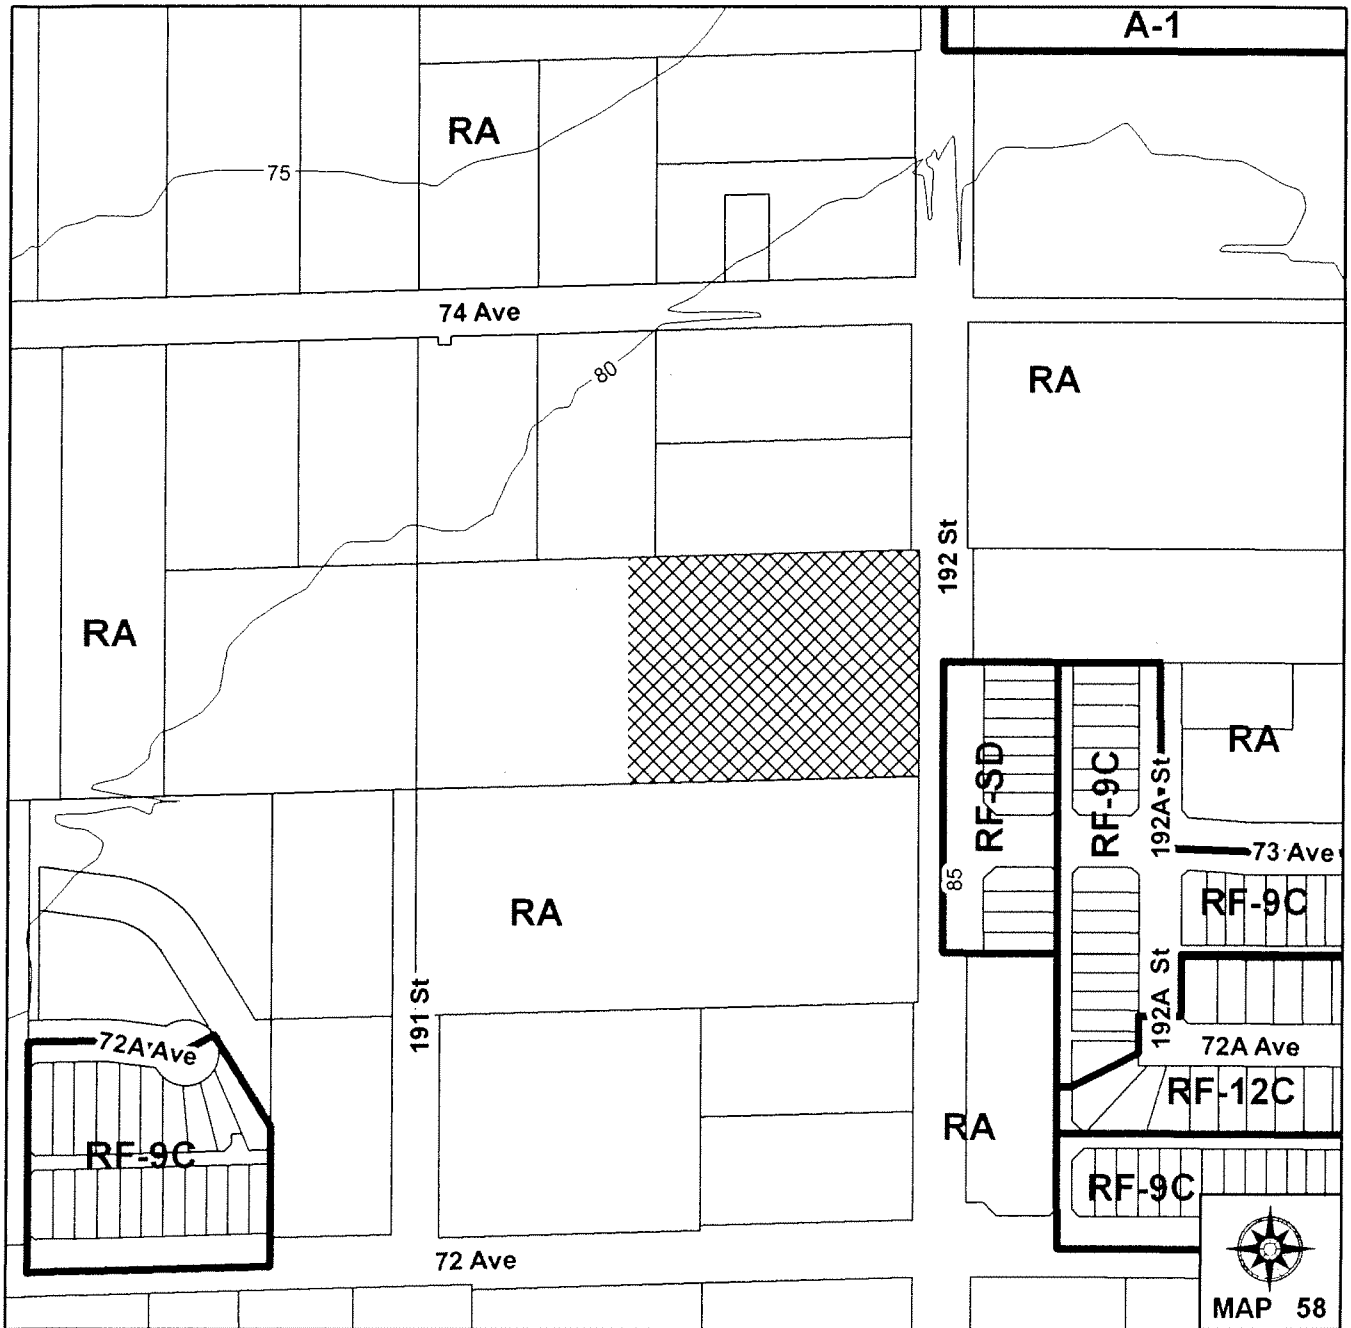 A-1
RA
75
74 Ave
80
RA
192 St
RA
RF-SD
RF-9C
192A St
RA
73 Ave
85
RF-9C
RA
192A St
191 St
72A Ave
72A Ave
RF-12C
RA
RF-9C
RF-9C
72 Ave
MAP 58